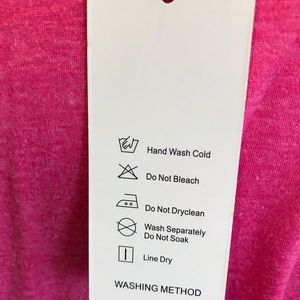 Hand Wash Cold
Do Not Bleach
Do Not Dryclean
Wash Separately
Do Not Soak
Line Dry
WASHING METHOD